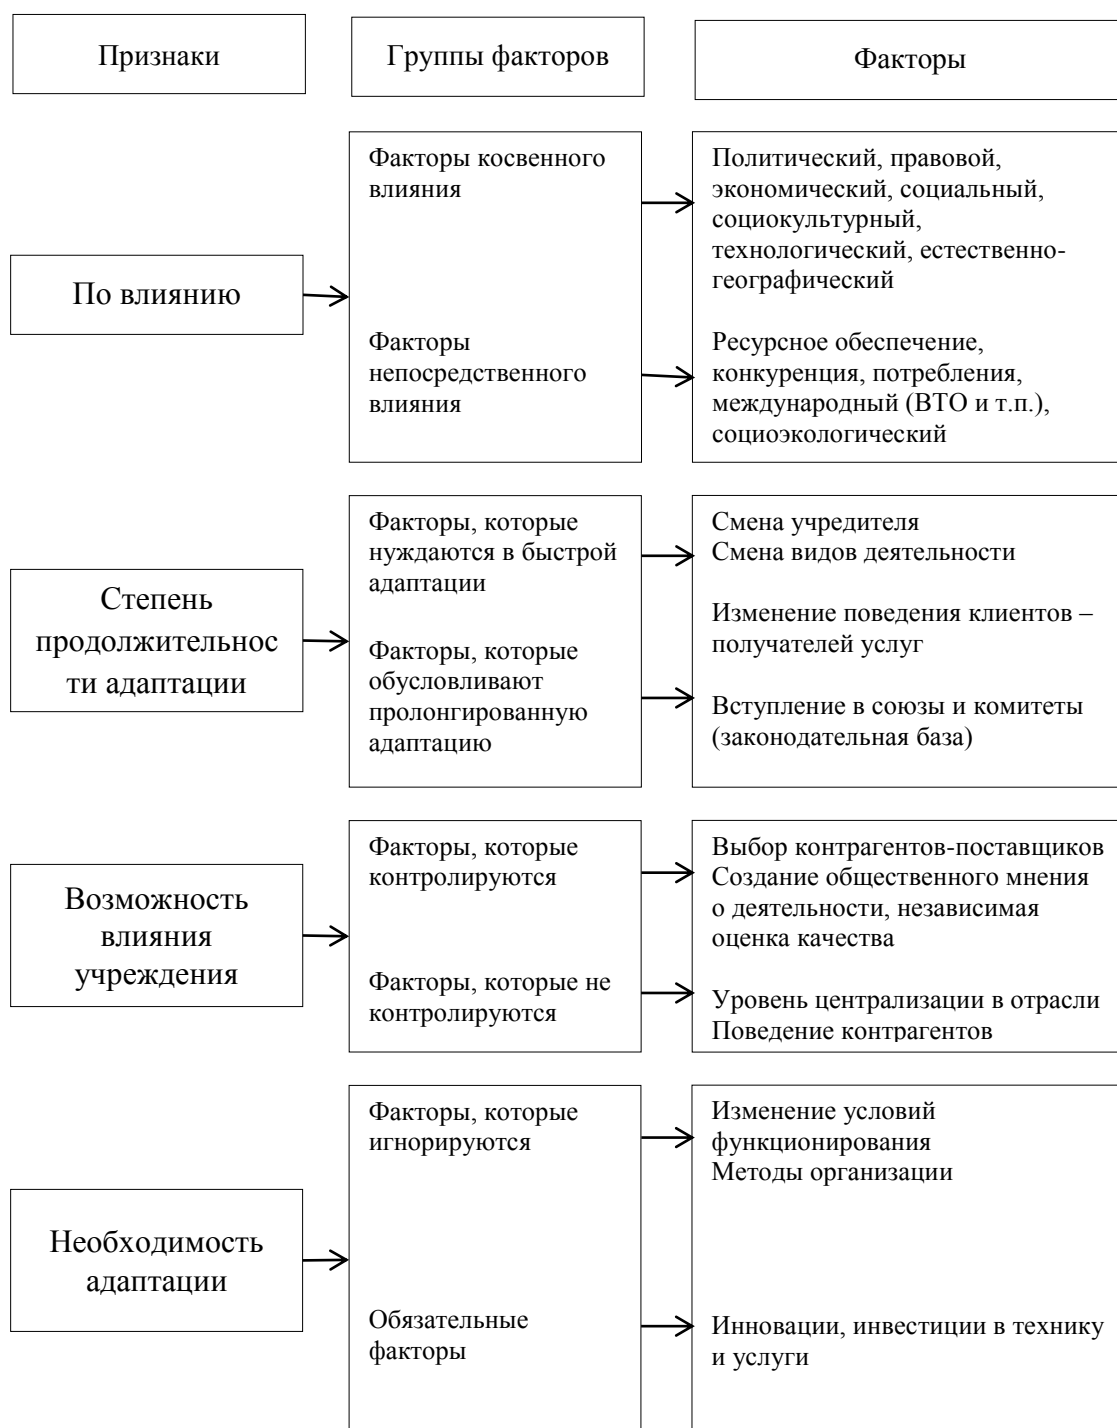 Признаки
Группы факторов
Факторы
По влиянию
Факторы косвенного
влияния
Политический, правовой,
экономический, социальный,
социокультурный,
технологический, естественно-
географический
Факторы
непосредственного
влияния
Ресурсное обеспечение,
конкуренция, потребления,
международный (ВТО и т.п.),
социоэкологический
Степень
продолжительнос
ти адаптации
Факторы, которые
нуждаются в быстрой
адаптации
Смена учредителя
Смена видов деятельности
Изменение поведения клиентов –
получателей услуг
Факторы, которые
обусловливают
пролонгированную
адаптацию
Вступление в союзы и комитеты
(законодательная база)
Возможность
влияния
учреждения
Факторы, которые
контролируются
Выбор контрагентов-поставщиков
Создание общественного мнения
о деятельности, независимая
оценка качества
Факторы, которые не
контролируются
Уровень централизации в отрасли
Поведение контрагентов
Необходимость
адаптации
Факторы, которые
игнорируются
Изменение условий
функционирования
Методы организации
Обязательные
факторы
Инновации, инвестиции в технику
и услуги